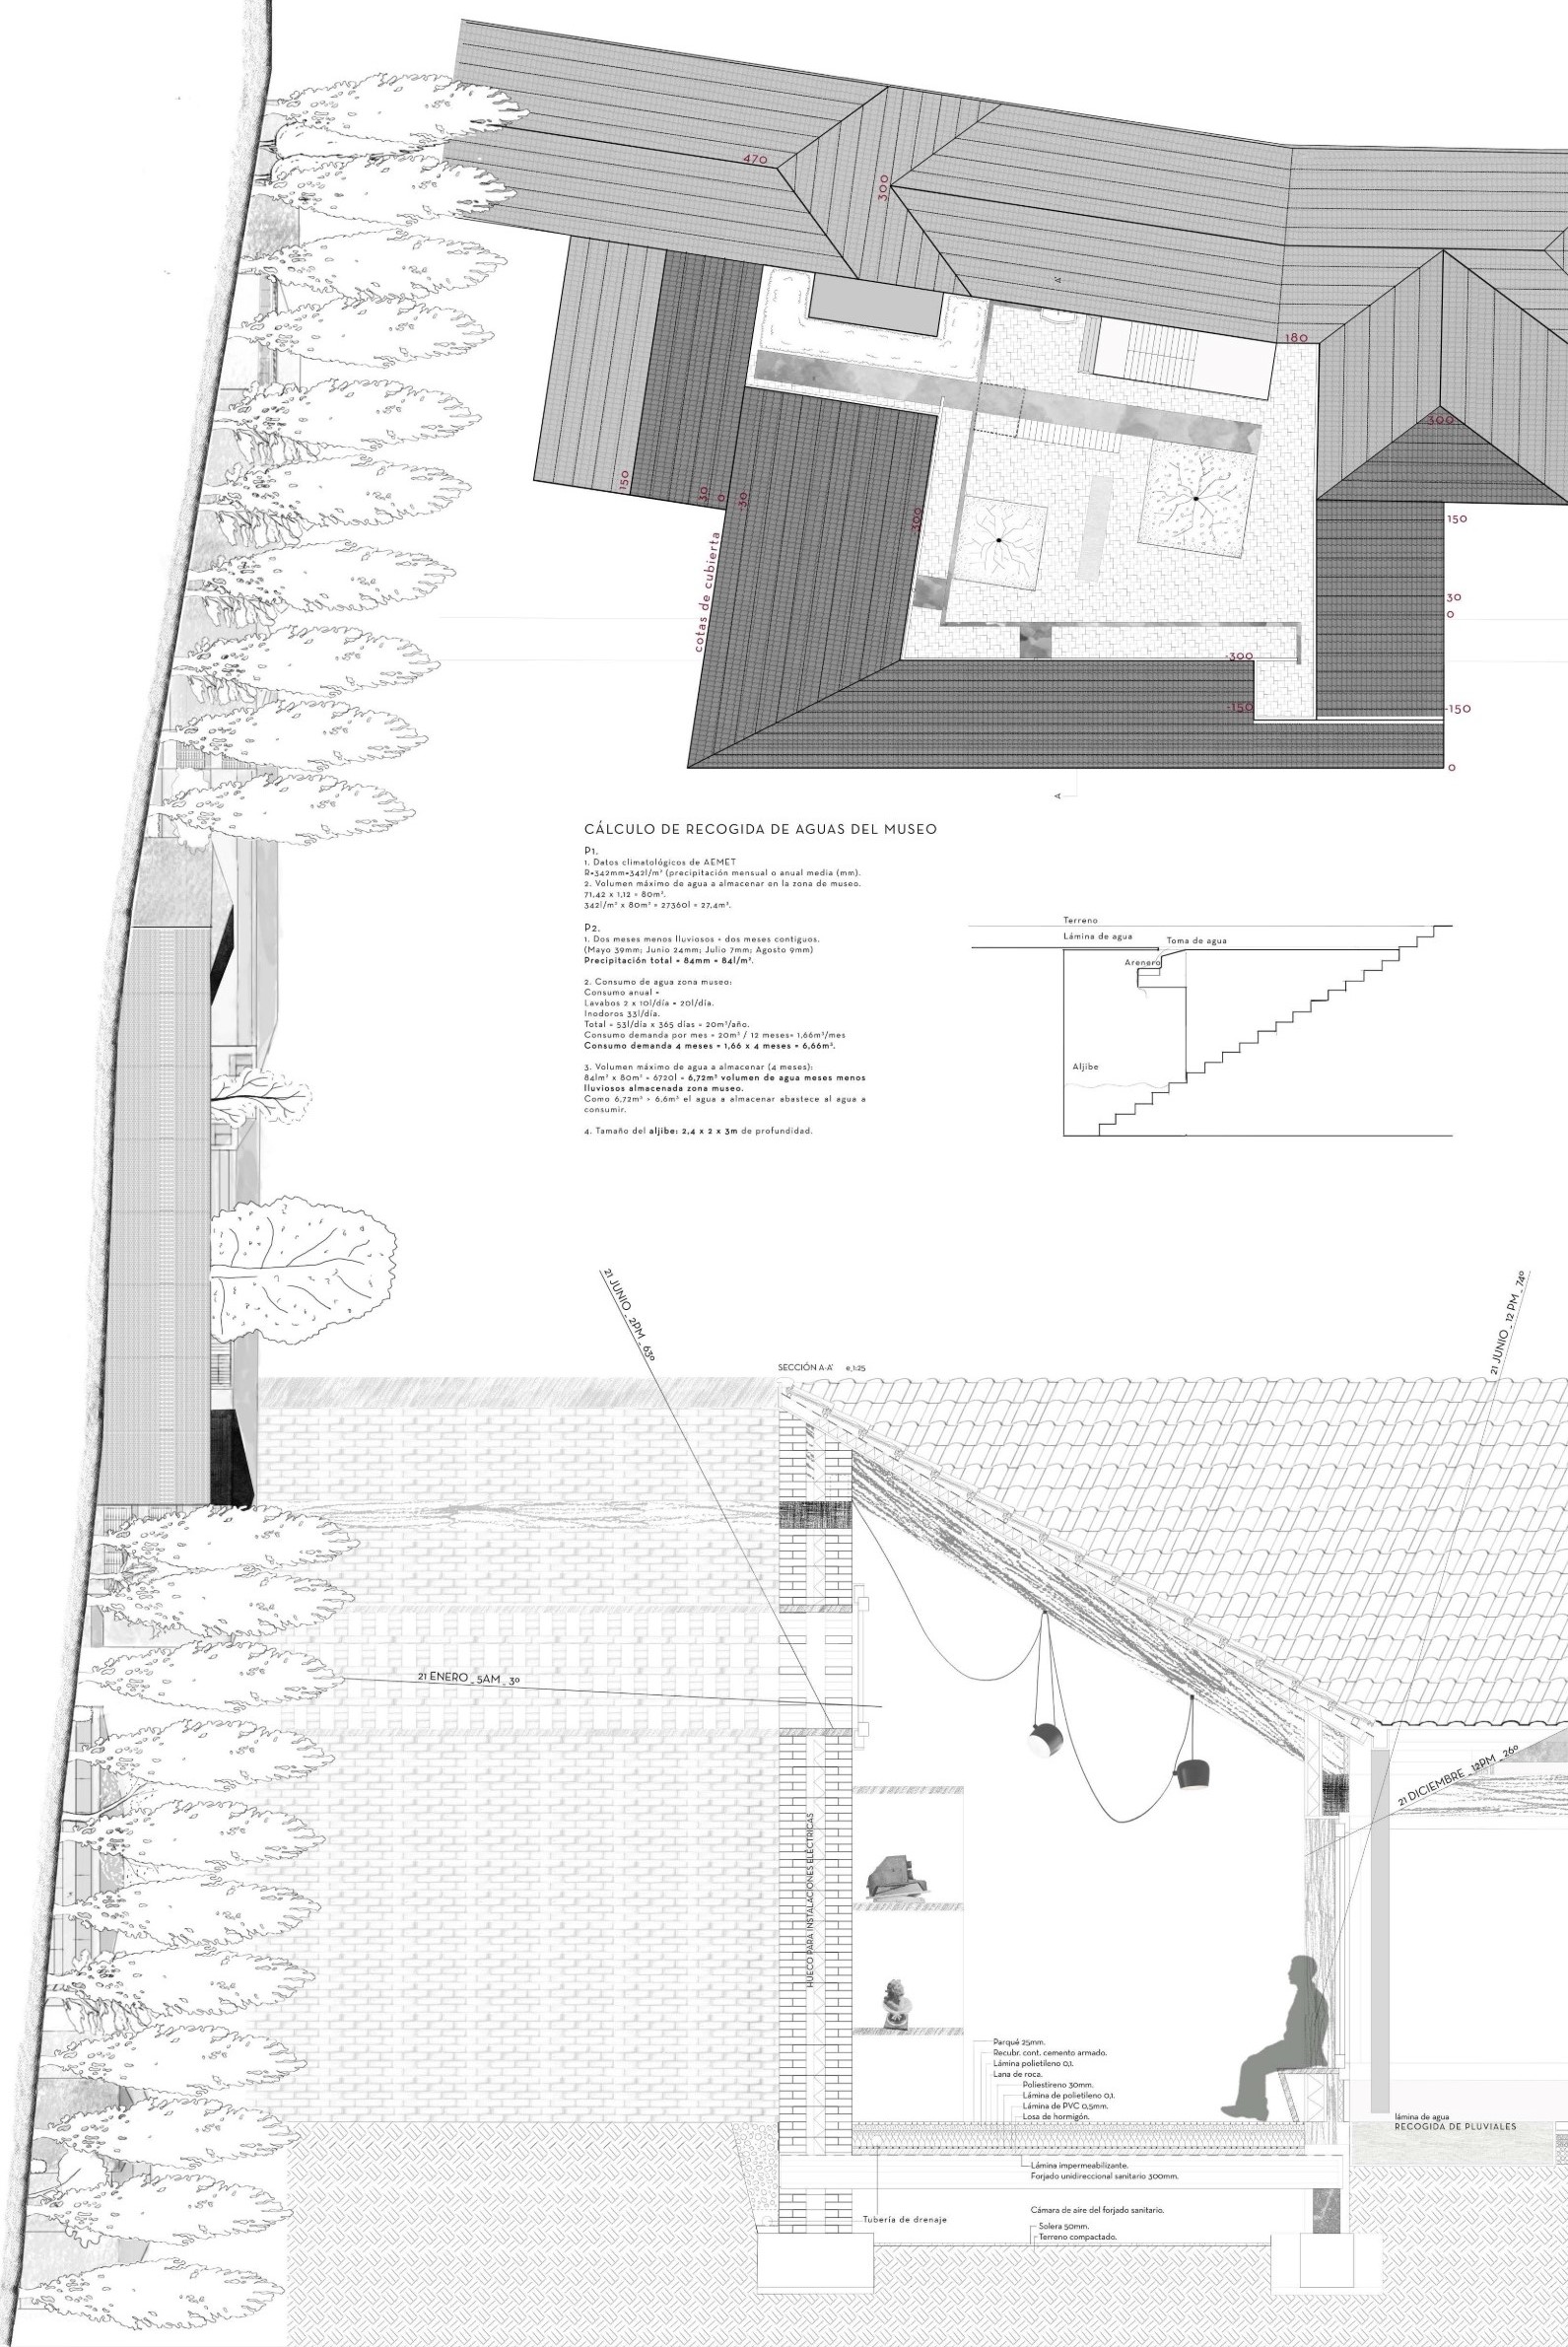 470
300
180
300
150
30
0
-30
300
cotas de cubierta
150
30
0
-300
-150
-150
0
A
CÁLCULO DE RECOGIDA DE AGUAS DEL MUSEO
P1.
1. Datos climatológicos de AEMET
R=342mm=342l/m² (precipitación mensual o anual media (mm).
2. Volumen máximo de agua a almacenar en la zona de museo.
71,42 x 1,12 = 80m².
342l/m² x 80m² = 27360l = 27,4m³.
P2.
1. Dos meses menos lluviosos + dos meses contiguos.
(Mayo 39mm; Junio 24mm; Julio 7mm; Agosto 9mm)
Precipitación total = 84mm = 84l/m².
2. Consumo de agua zona museo:
Consumo anual =
Lavabos 2 x 10l/día = 20l/día.
Inodoros 33l/día.
Total = 53l/día x 365 días = 20m³/año.
Consumo demanda por mes = 20m³ / 12 meses= 1,66m³/mes
Consumo demanda 4 meses = 1,66 x 4 meses = 6,66m³.
3. Volumen máximo de agua a almacenar (4 meses):
84lm² x 80m² = 6720l = 6,72m³ volumen de agua meses menos
lluviosos almacenada zona museo.
Como 6,72m³ > 6,6m³ el agua a almacenar abastece al agua a
consumir.
4. Tamaño del aljibe: 2,4 x 2 x 3m de profundidad.
Terreno
Lámina de agua
Toma de agua
Arenero
Aljibe
21 JUNIO _ 2PM _ 63º
21 JUNIO _ 12 PM _ 74º
SECCIÓN A-A' e_1:25
21 ENERO _ 5AM _ 3º
21 DICIEMBRE _ 12PM _ 26º
HUECO PARA INSTALACIONES ELÉCTRICAS
Parqué 25mm.
Recubr. cont. cemento armado.
Lámina polietileno 0,1.
Lana de roca.
Poliestireno 30mm.
Lámina de polietileno 0,1.
Lámina de PVC 0,5mm.
Losa de hormigón.
lámina de agua
RECOGIDA DE PLUVIALES
Lámina impermeabilizante.
Forjado unidireccional sanitario 300mm.
Cámara de aire del forjado sanitario.
Tubería de drenaje
Solera 50mm.
Terreno compactado.